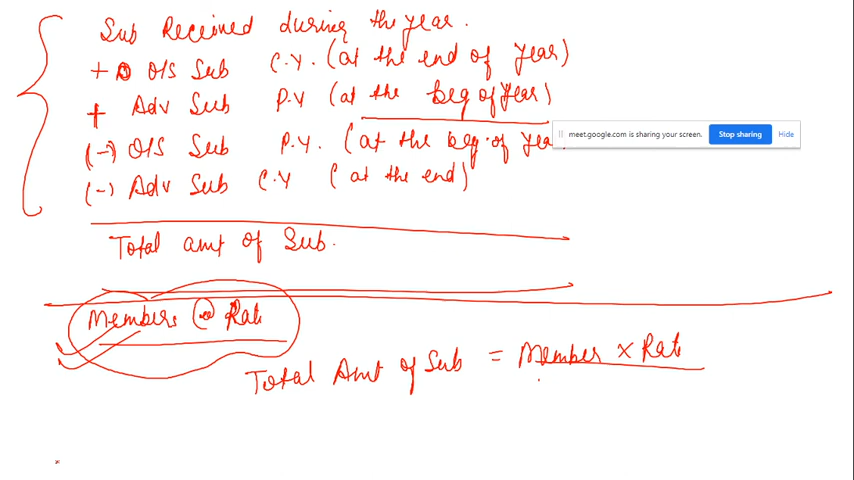 Sub Received during the year.
+ O/S Sub C.Y. (at the end of year)
+ Adv Sub P.Y (at the beg of year)
(-) O/S Sub P.Y. (at the beg. of yea
(-) Adv Sub C.Y (at the end)
meet.google.com is sharing your screen. Stop sharing Hide
Total amt of Sub.
Members @ Rate
Total Amt of Sub = Member × Rate